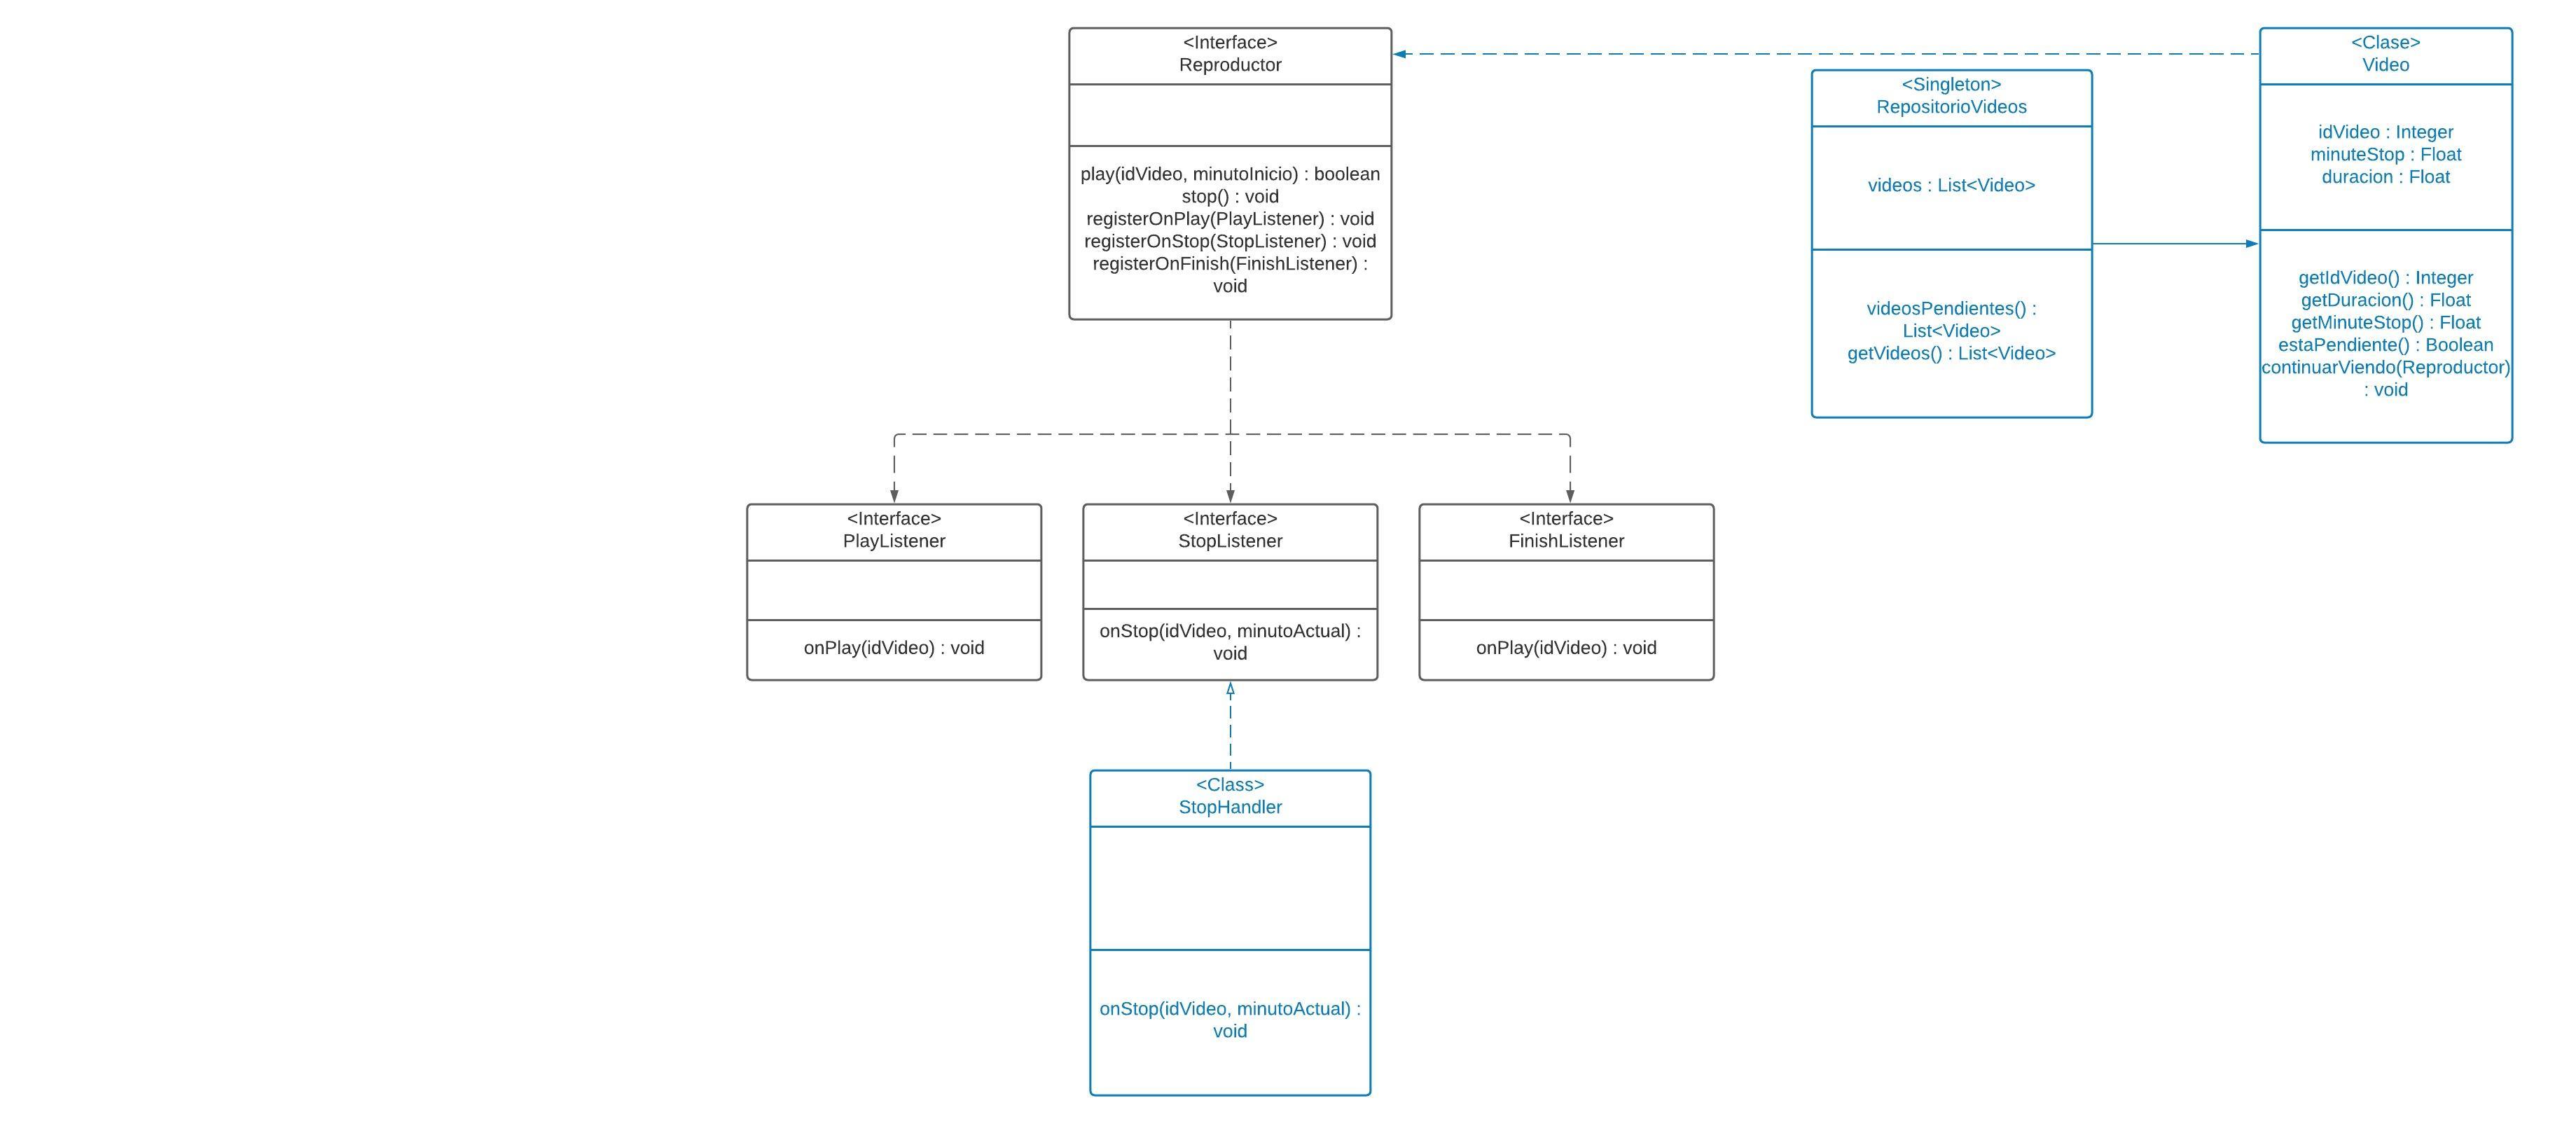 <Interface>
Reproductor
play(idVideo, minutoInicio) : boolean
stop() : void
registerOnPlay(PlayListener) : void
registerOnStop(StopListener) : void
registerOnFinish(FinishListener) :
void
<Singleton>
RepositorioVideos
videos : List<Video>
videosPendientes() :
List<Video>
getVideos() : List<Video>
<Clase>
Video
idVideo : Integer
minuteStop : Float
duracion : Float
getIdVideo() : Integer
getDuracion() : Float
getMinuteStop() : Float
estaPendiente() : Boolean
continuarViendo(Reproductor)
: void
<Interface>
PlayListener
onPlay(idVideo) : void
<Interface>
StopListener
onStop(idVideo, minutoActual) :
void
<Interface>
FinishListener
onPlay(idVideo) : void
<Class>
StopHandler
onStop(idVideo, minutoActual) :
void